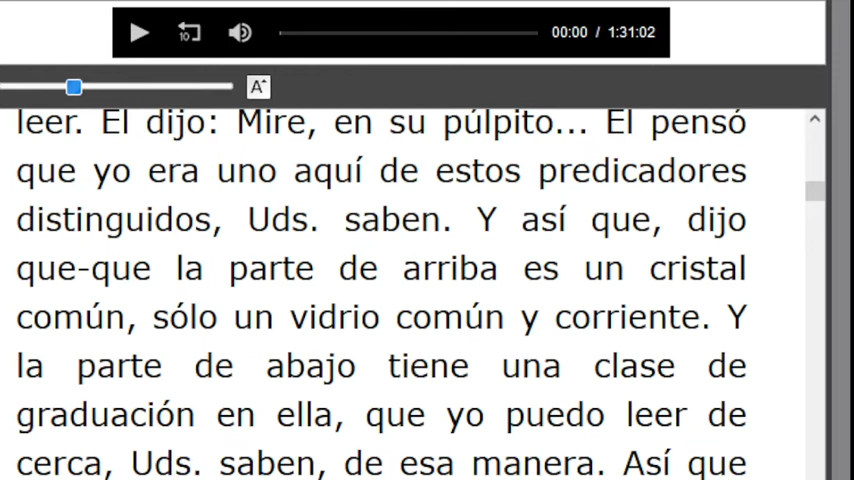 10 00:00 / 1:31:02
A
leer. El dijo: Mire, en su púlpito... El pensó
que yo era uno aquí de estos predicadores
distinguidos, Uds. saben. Y así que, dijo
que-que la parte de arriba es un cristal
común, sólo un vidrio común y corriente. Y
la parte de abajo tiene una clase de
graduación en ella, que yo puedo leer de
cerca, Uds. saben, de esa manera. Así que